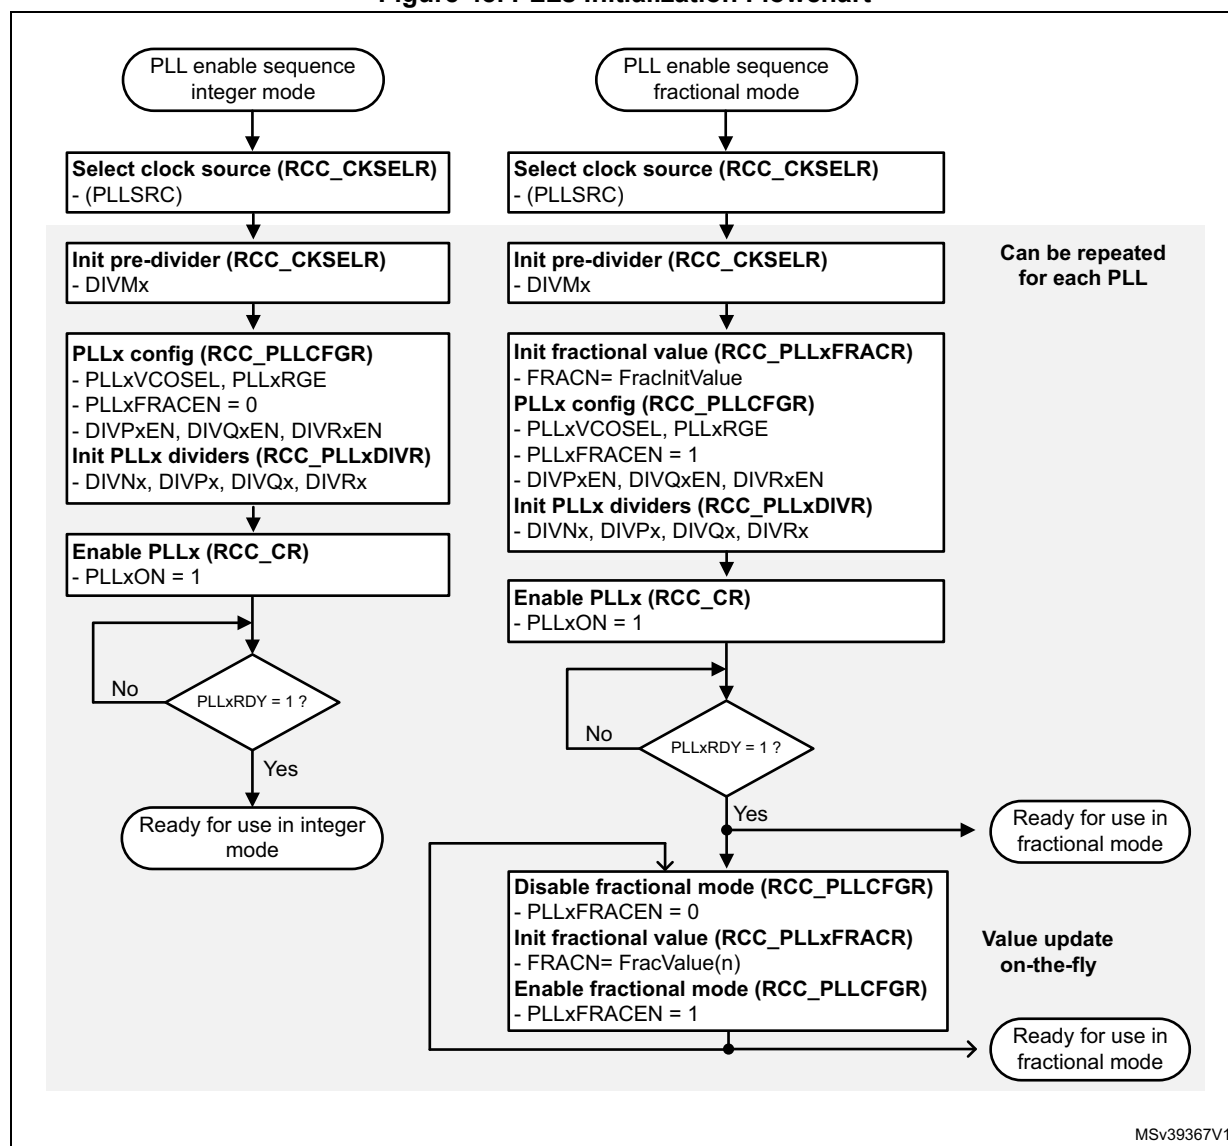 PLL enable sequence
integer mode
Select clock source (RCC_CKSELR)
- (PLLSRC)
Init pre-divider (RCC_CKSELR)
- DIVMx
PLLx config (RCC_PLLCFGR)
- PLLxVCOSEL, PLLxRGE
- PLLxFRACEN = 0
- DIVPxEN, DIVQxEN, DIVRxEN
Init PLLx dividers (RCC_PLLxDIVR)
- DIVNx, DIVPx, DIVQx, DIVRx
Enable PLLx (RCC_CR)
- PLLxON = 1
No
PLLxRDY = 1 ?
Yes
Ready for use in integer
mode
PLL enable sequence
fractional mode
Select clock source (RCC_CKSELR)
- (PLLSRC)
Init pre-divider (RCC_CKSELR)
- DIVMx
Can be repeated
for each PLL
Init fractional value (RCC_PLLxFRACR)
- FRACN= FracInitValue
PLLx config (RCC_PLLCFGR)
- PLLxVCOSEL, PLLxRGE
- PLLxFRACEN = 1
- DIVPxEN, DIVQxEN, DIVRxEN
Init PLLx dividers (RCC_PLLxDIVR)
- DIVNx, DIVPx, DIVQx, DIVRx
Enable PLLx (RCC_CR)
- PLLxON = 1
No
PLLxRDY = 1 ?
Yes
Ready for use in
fractional mode
Disable fractional mode (RCC_PLLCFGR)
- PLLxFRACEN = 0
Init fractional value (RCC_PLLxFRACR)
- FRACN= FracValue(n)
Enable fractional mode (RCC_PLLCFGR)
- PLLxFRACEN = 1
Value update
on-the-fly
Ready for use in
fractional mode
MSv39367V1